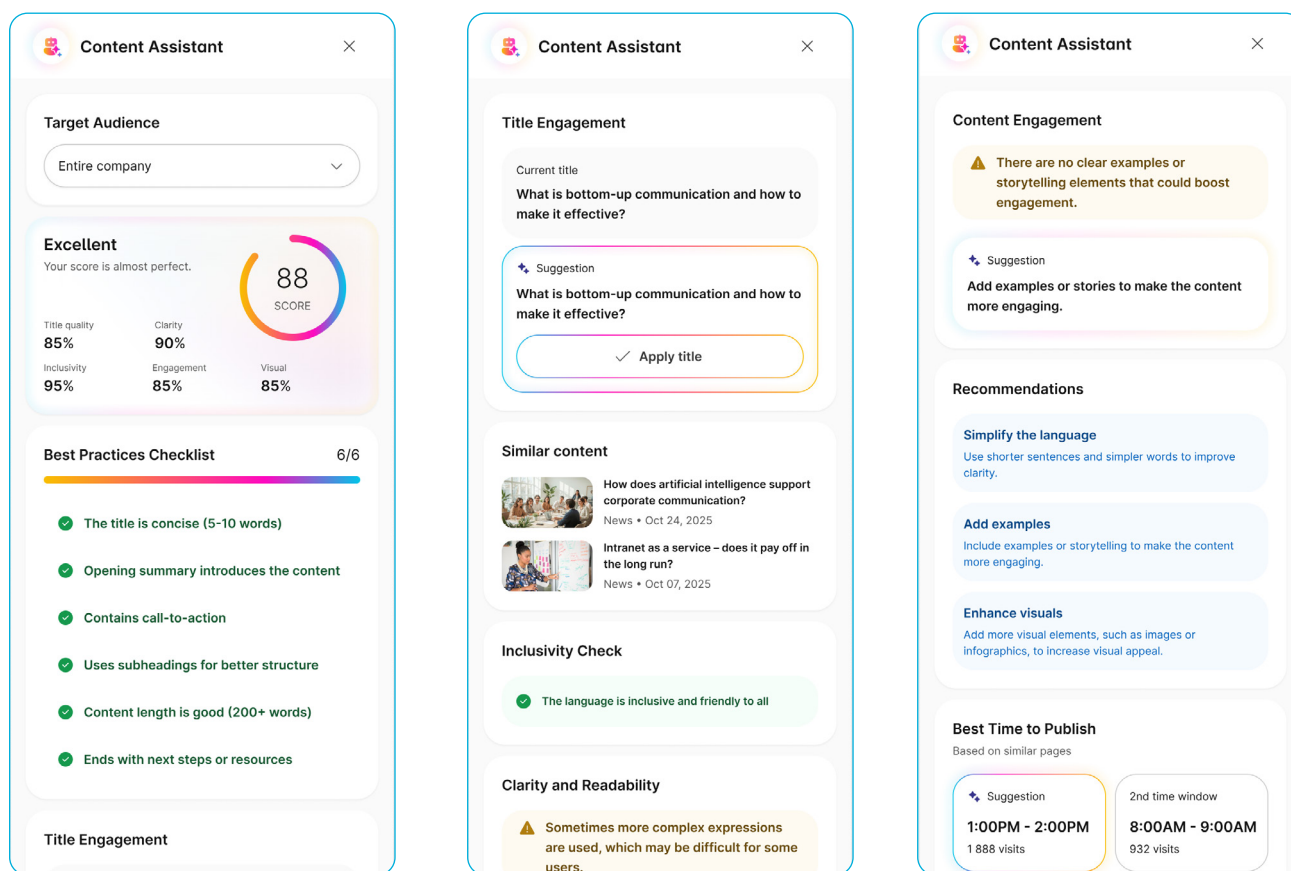 Content Assistant
Target Audience
Entire company
Excellent
Your score is almost perfect.
88
SCORE
Title quality
85%
Clarity
90%
Inclusivity
95%
Engagement
85%
Visual
85%
Best Practices Checklist
6/6
The title is concise (5-10 words)
Opening summary introduces the content
Contains call-to-action
Uses subheadings for better structure
Content length is good (200+ words)
Ends with next steps or resources
Title Engagement
Content Assistant
Title Engagement
Current title
What is bottom-up communication and how to
make it effective?
Suggestion
What is bottom-up communication and how to
make it effective?
Apply title
Similar content
How does artificial intelligence support
corporate communication?
News • Oct 24, 2025
Intranet as a service – does it pay off in
the long run?
News • Oct 07, 2025
Inclusivity Check
The language is inclusive and friendly to all
Clarity and Readability
Sometimes more complex expressions
are used, which may be difficult for some
users.
Content Assistant
Content Engagement
There are no clear examples or
storytelling elements that could boost
engagement.
Suggestion
Add examples or stories to make the content
more engaging.
Recommendations
Simplify the language
Use shorter sentences and simpler words to improve
clarity.
Add examples
Include examples or storytelling to make the content
more engaging.
Enhance visuals
Add more visual elements, such as images or
infographics, to increase visual appeal.
Best Time to Publish
Based on similar pages
Suggestion
1:00PM - 2:00PM
1 888 visits
2nd time window
8:00AM - 9:00AM
932 visits